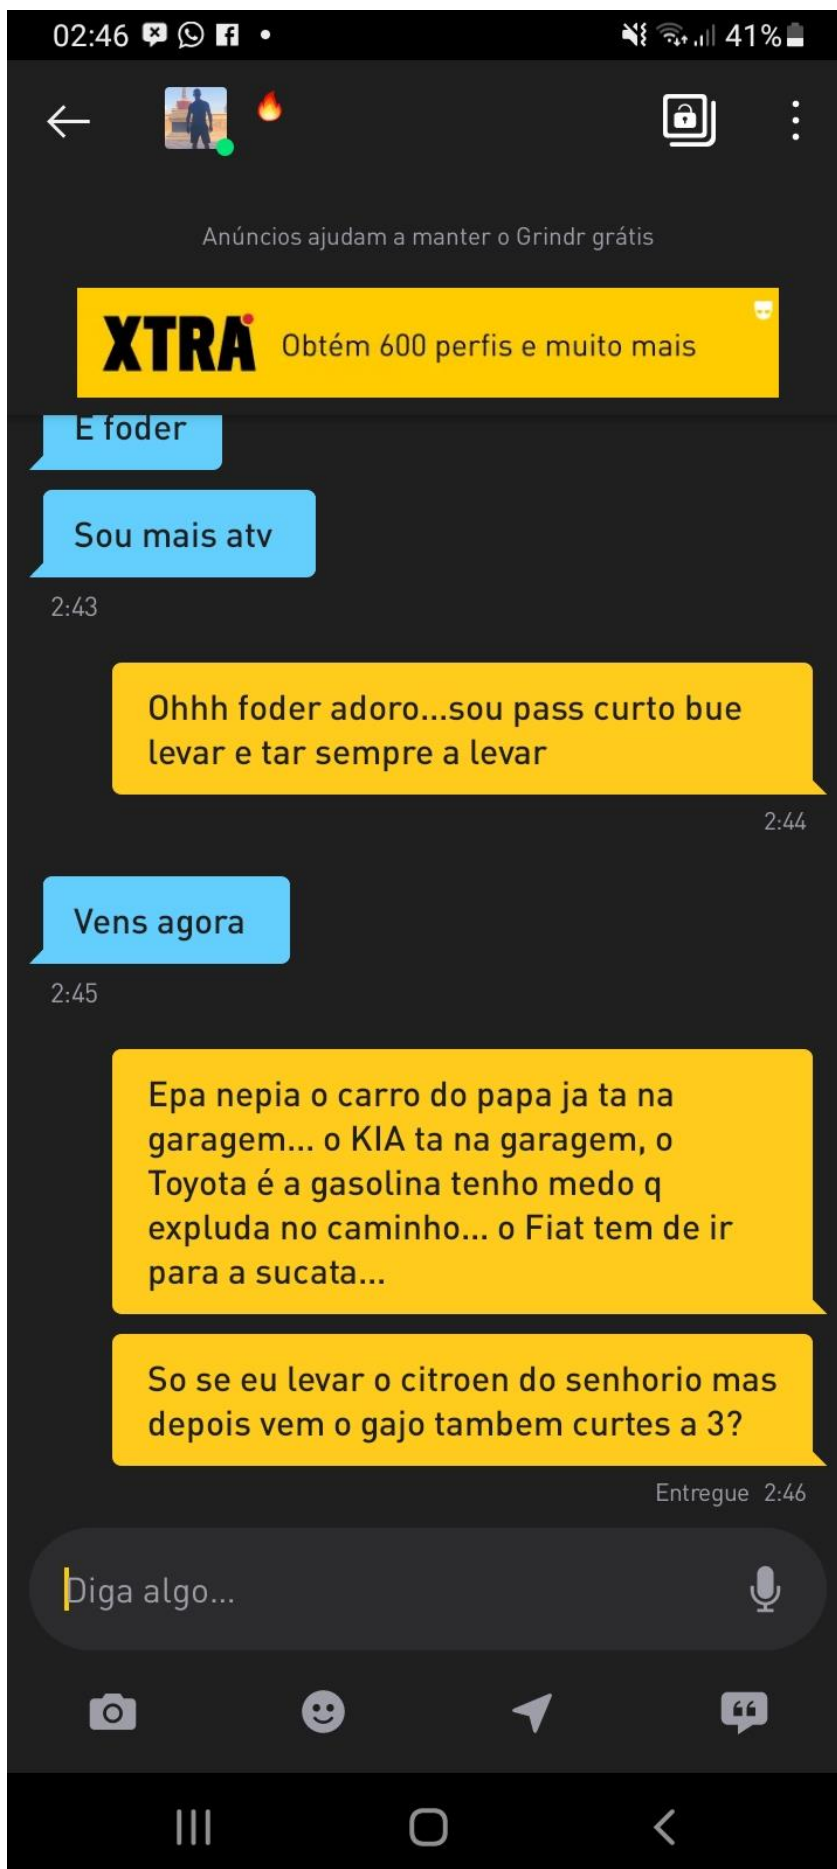 02:46
41%
Anúncios ajudam a manter o Grindr grátis
XTRA Obtém 600 perfis e muito mais
E foder
Sou mais atv
2:43
Ohhh foder adoro...sou pass curto bue
levar e tar sempre a levar
2:44
Vens agora
2:45
Epa nepia o carro do papa ja ta na
garagem... o KIA ta na garagem, o
Toyota é a gasolina tenho medo q
expluda no caminho... o Fiat tem de ir
para a sucata...
So se eu levar o citroen do senhorio mas
depois vem o gajo tambem curtes a 3?
Entregue 2:46
Diga algo...